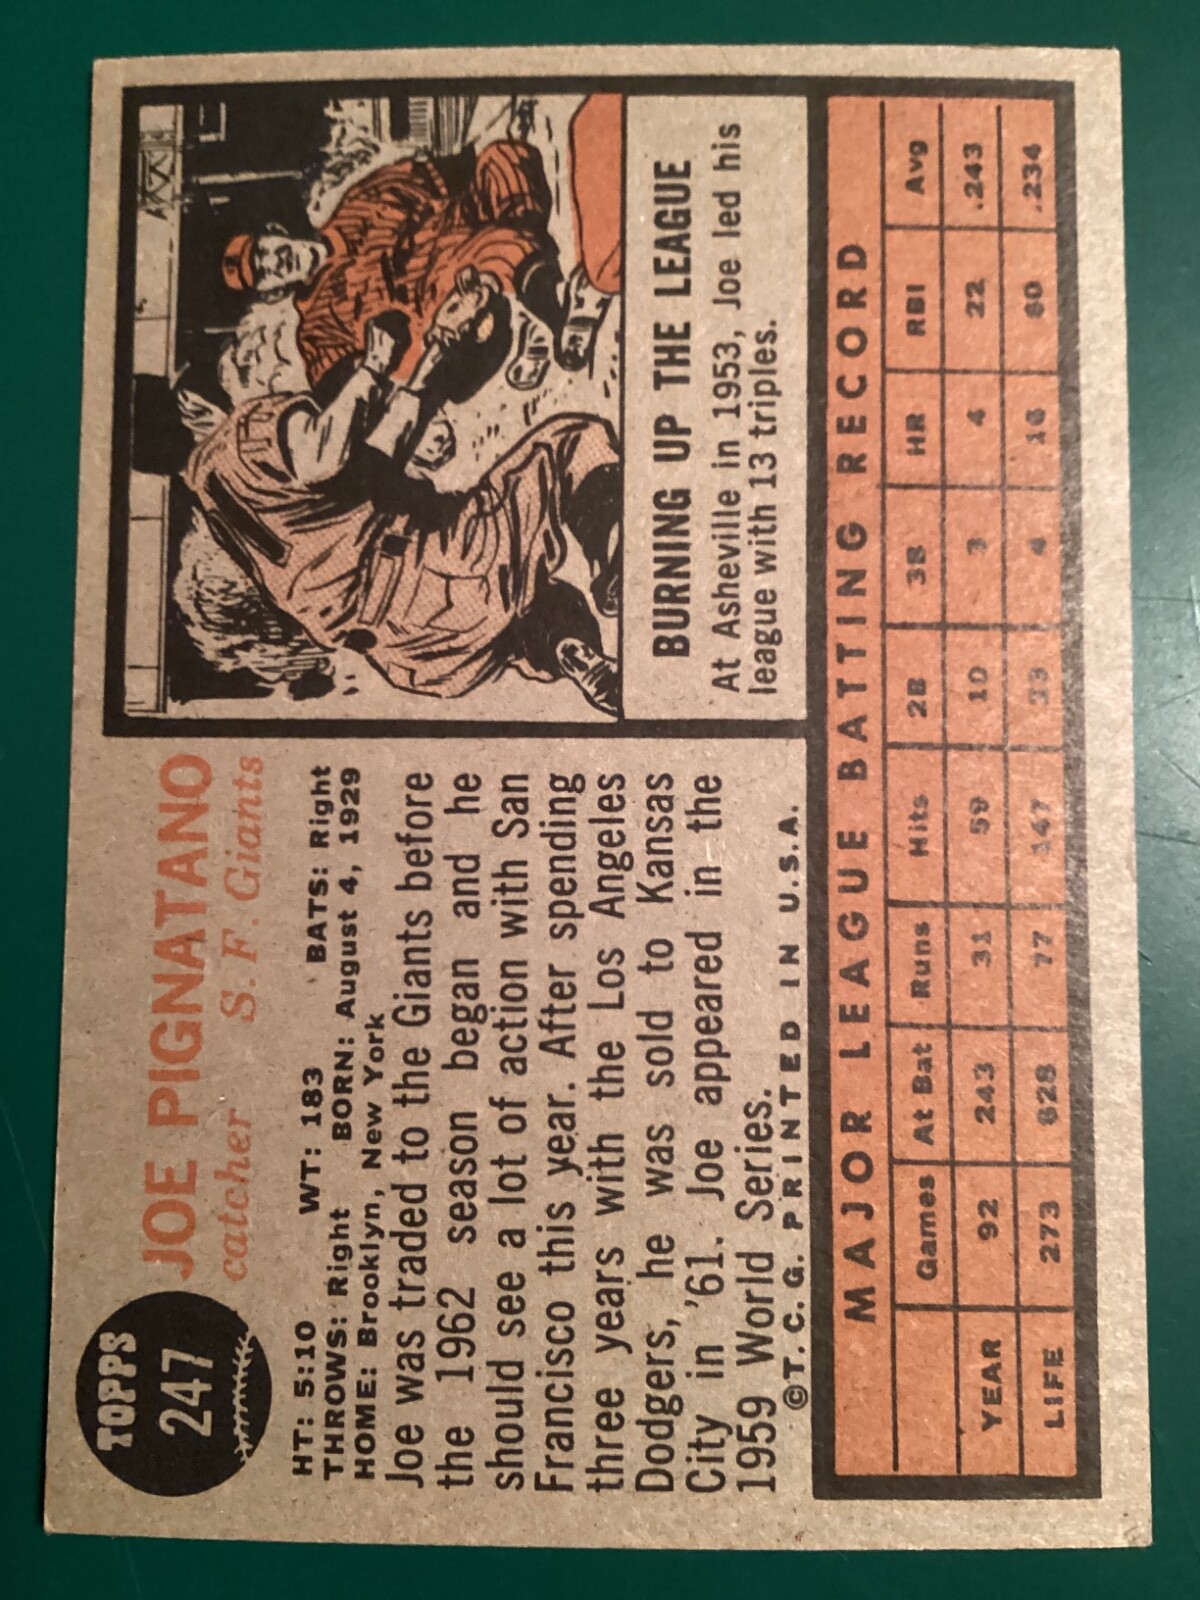 TOPPS
247
JOE PIGNATANO
catcher S. F. Giants
HT: 5:10 WT: 183 BATS: Right
THROWS: Right BORN: August 4, 1929
HOME: Brooklyn, New York
Joe was traded to the Giants before
the 1962 season began and he
should see a lot of action with San
Francisco this year. After spending
three years with the Los Angeles
Dodgers, he was sold to Kansas
City in '61. Joe appeared in the
1959 World Series.
©T. C. G. PRINTED IN U.S.A.
BURNING UP THE LEAGUE
At Asheville in 1953, Joe led his
league with 13 triples.
MAJOR LEAGUE BATTING RECORD
Games At Bat Runs Hits 2B 3B HR RBI Avg
YEAR 92 243 31 59 10 3 4 22 .243
LIFE 273 628 77 147 4 16 .234